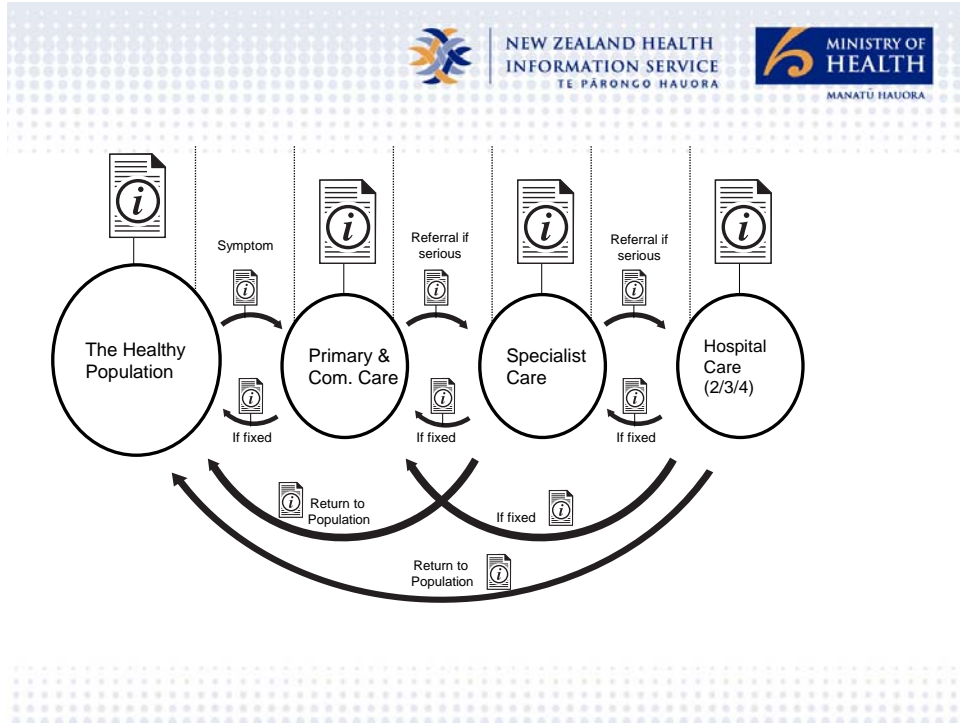 NEW ZEALAND HEALTH
INFORMATION SERVICE
TE PĀRONGO HAUORA
MINISTRY OF
HEALTH
MANATŪ HAUORA
i
i
i
i
Symptom
Referral if
serious
Referral if
serious
i
i
i
The Healthy
Population
Primary &
Com. Care
Specialist
Care
Hospital
Care
(2/3/4)
i
i
i
If fixed
If fixed
If fixed
i
Return to
Population
If fixed
i
Return to
Population
i